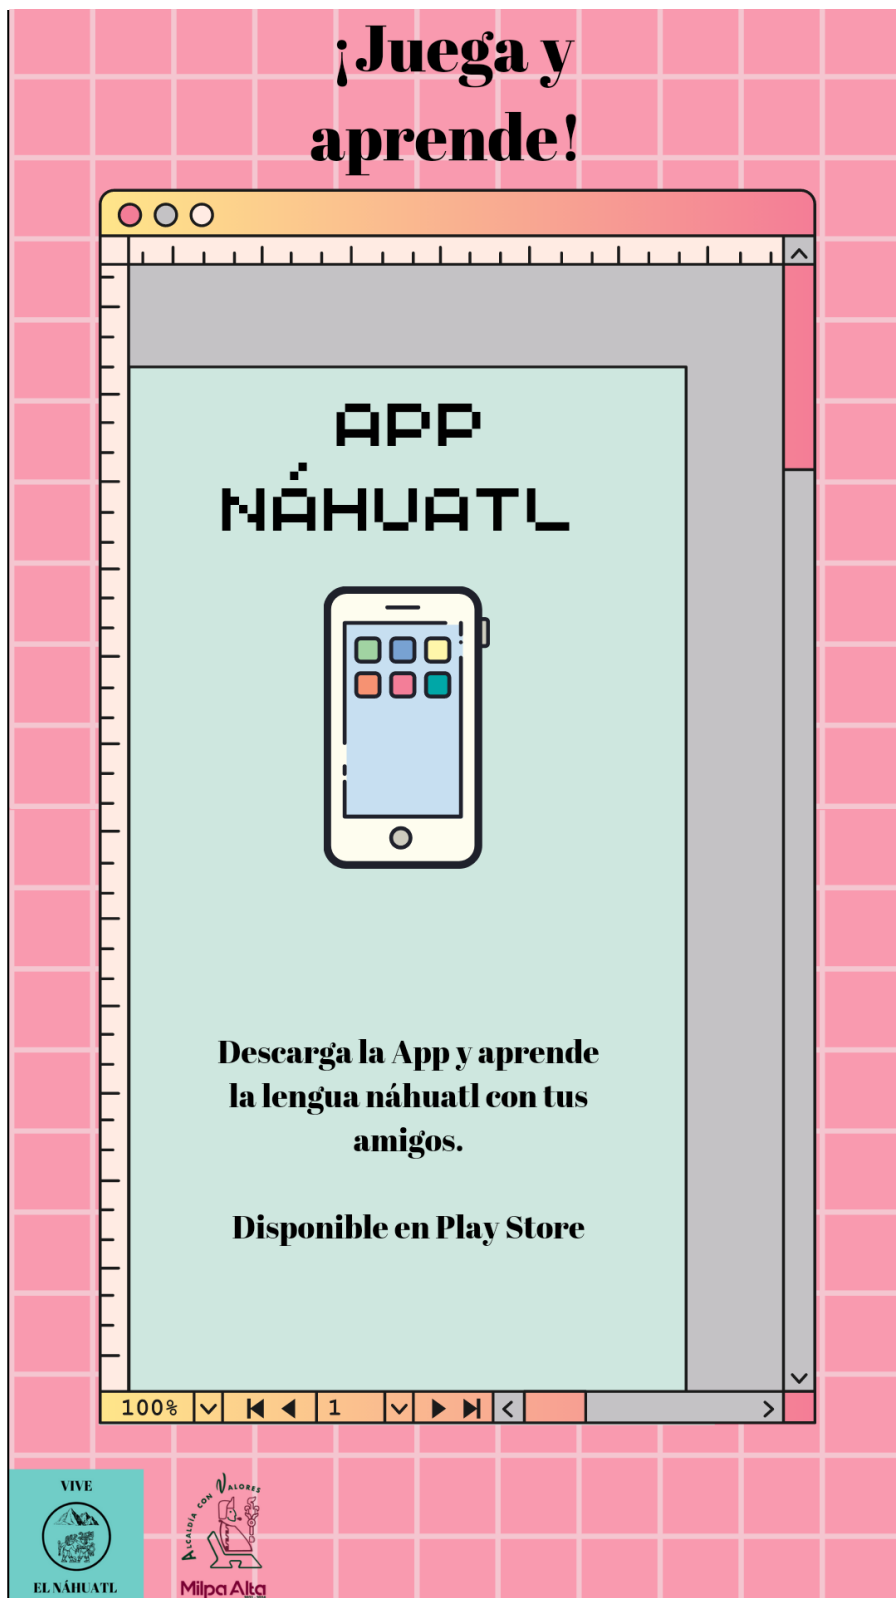 ¡Juega y
aprende!
APP
NÁHUATL
Descarga la App y aprende
la lengua náhuatl con tus
amigos.
Disponible en Play Store
100%
1
VIVE
EL NÁHUATL
ALCALDÍA CON VALORES
Milpa Alta